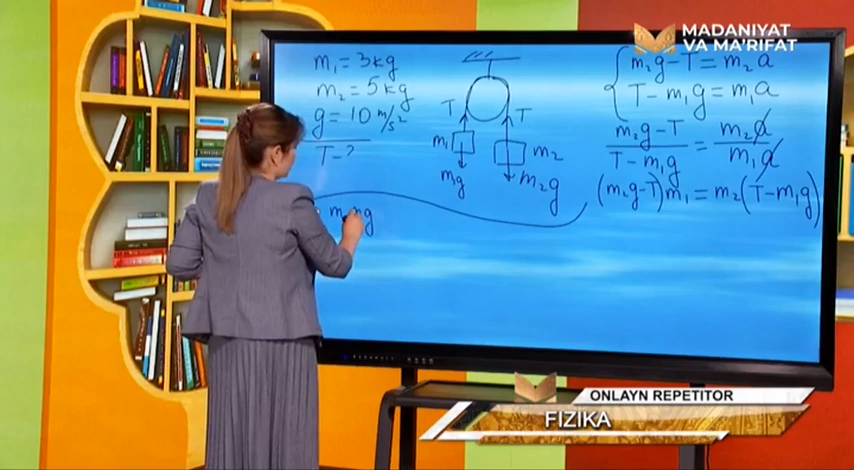 MADANIYAT
VA MA'RIFAT
m₁ = 3kg
m₂ = 5kg
g = 10 m/s²
T - ?
T
T
m₁
m₂
m₁g
m₂g
m₂g - T = m₂a
T - m₁g = m₁a
m₂g - T / T - m₁g = m₂a / m₁a
(m₂g - T)m₁ = m₂(T - m₁g)
ONLAYN REPETITOR
FIZIKA